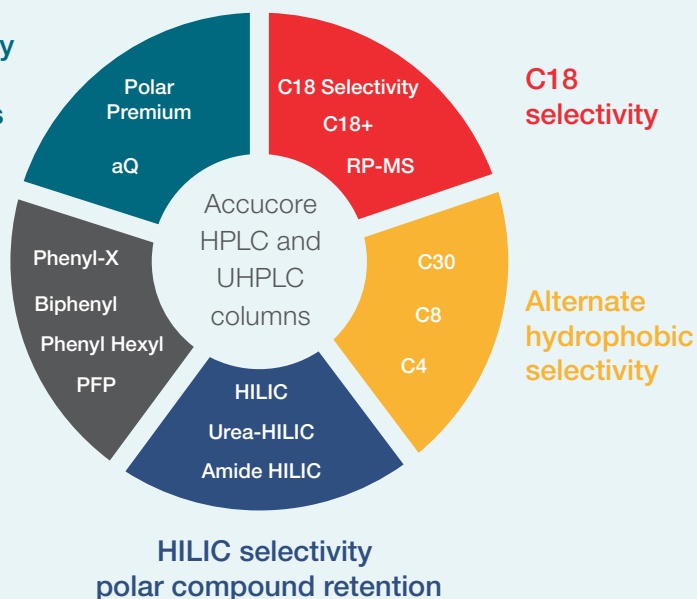 Polar
Premium
aQ
C18 Selectivity
C18+
RP-MS
C18
selectivity
Accucore
HPLC and
UHPLC
columns
Phenyl-X
Biphenyl
Phenyl Hexyl
PFP
C30
C8
C4
Alternate
hydrophobic
selectivity
HILIC
Urea-HILIC
Amide HILIC
HILIC selectivity
polar compound retention